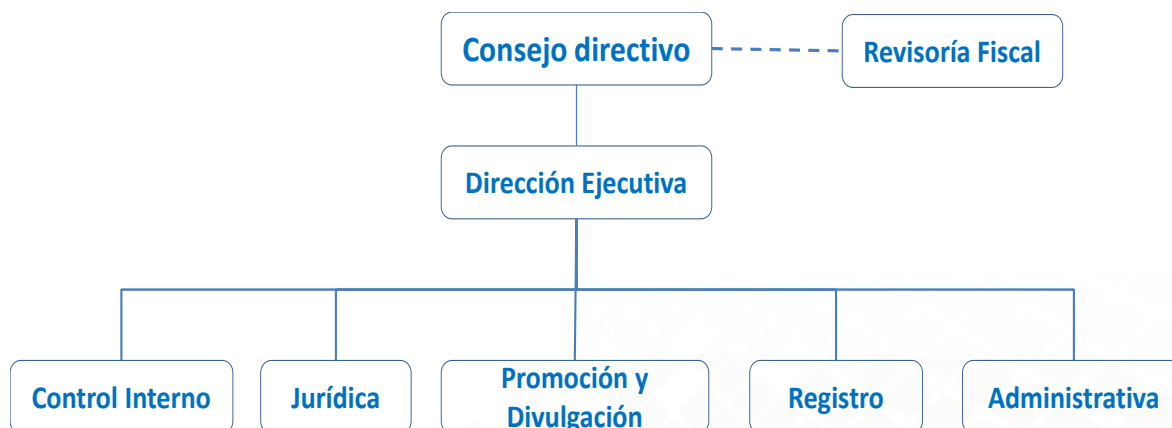 Consejo directivo
Revisoría Fiscal
Dirección Ejecutiva
Control Interno
Jurídica
Promoción y
Divulgación
Registro
Administrativa